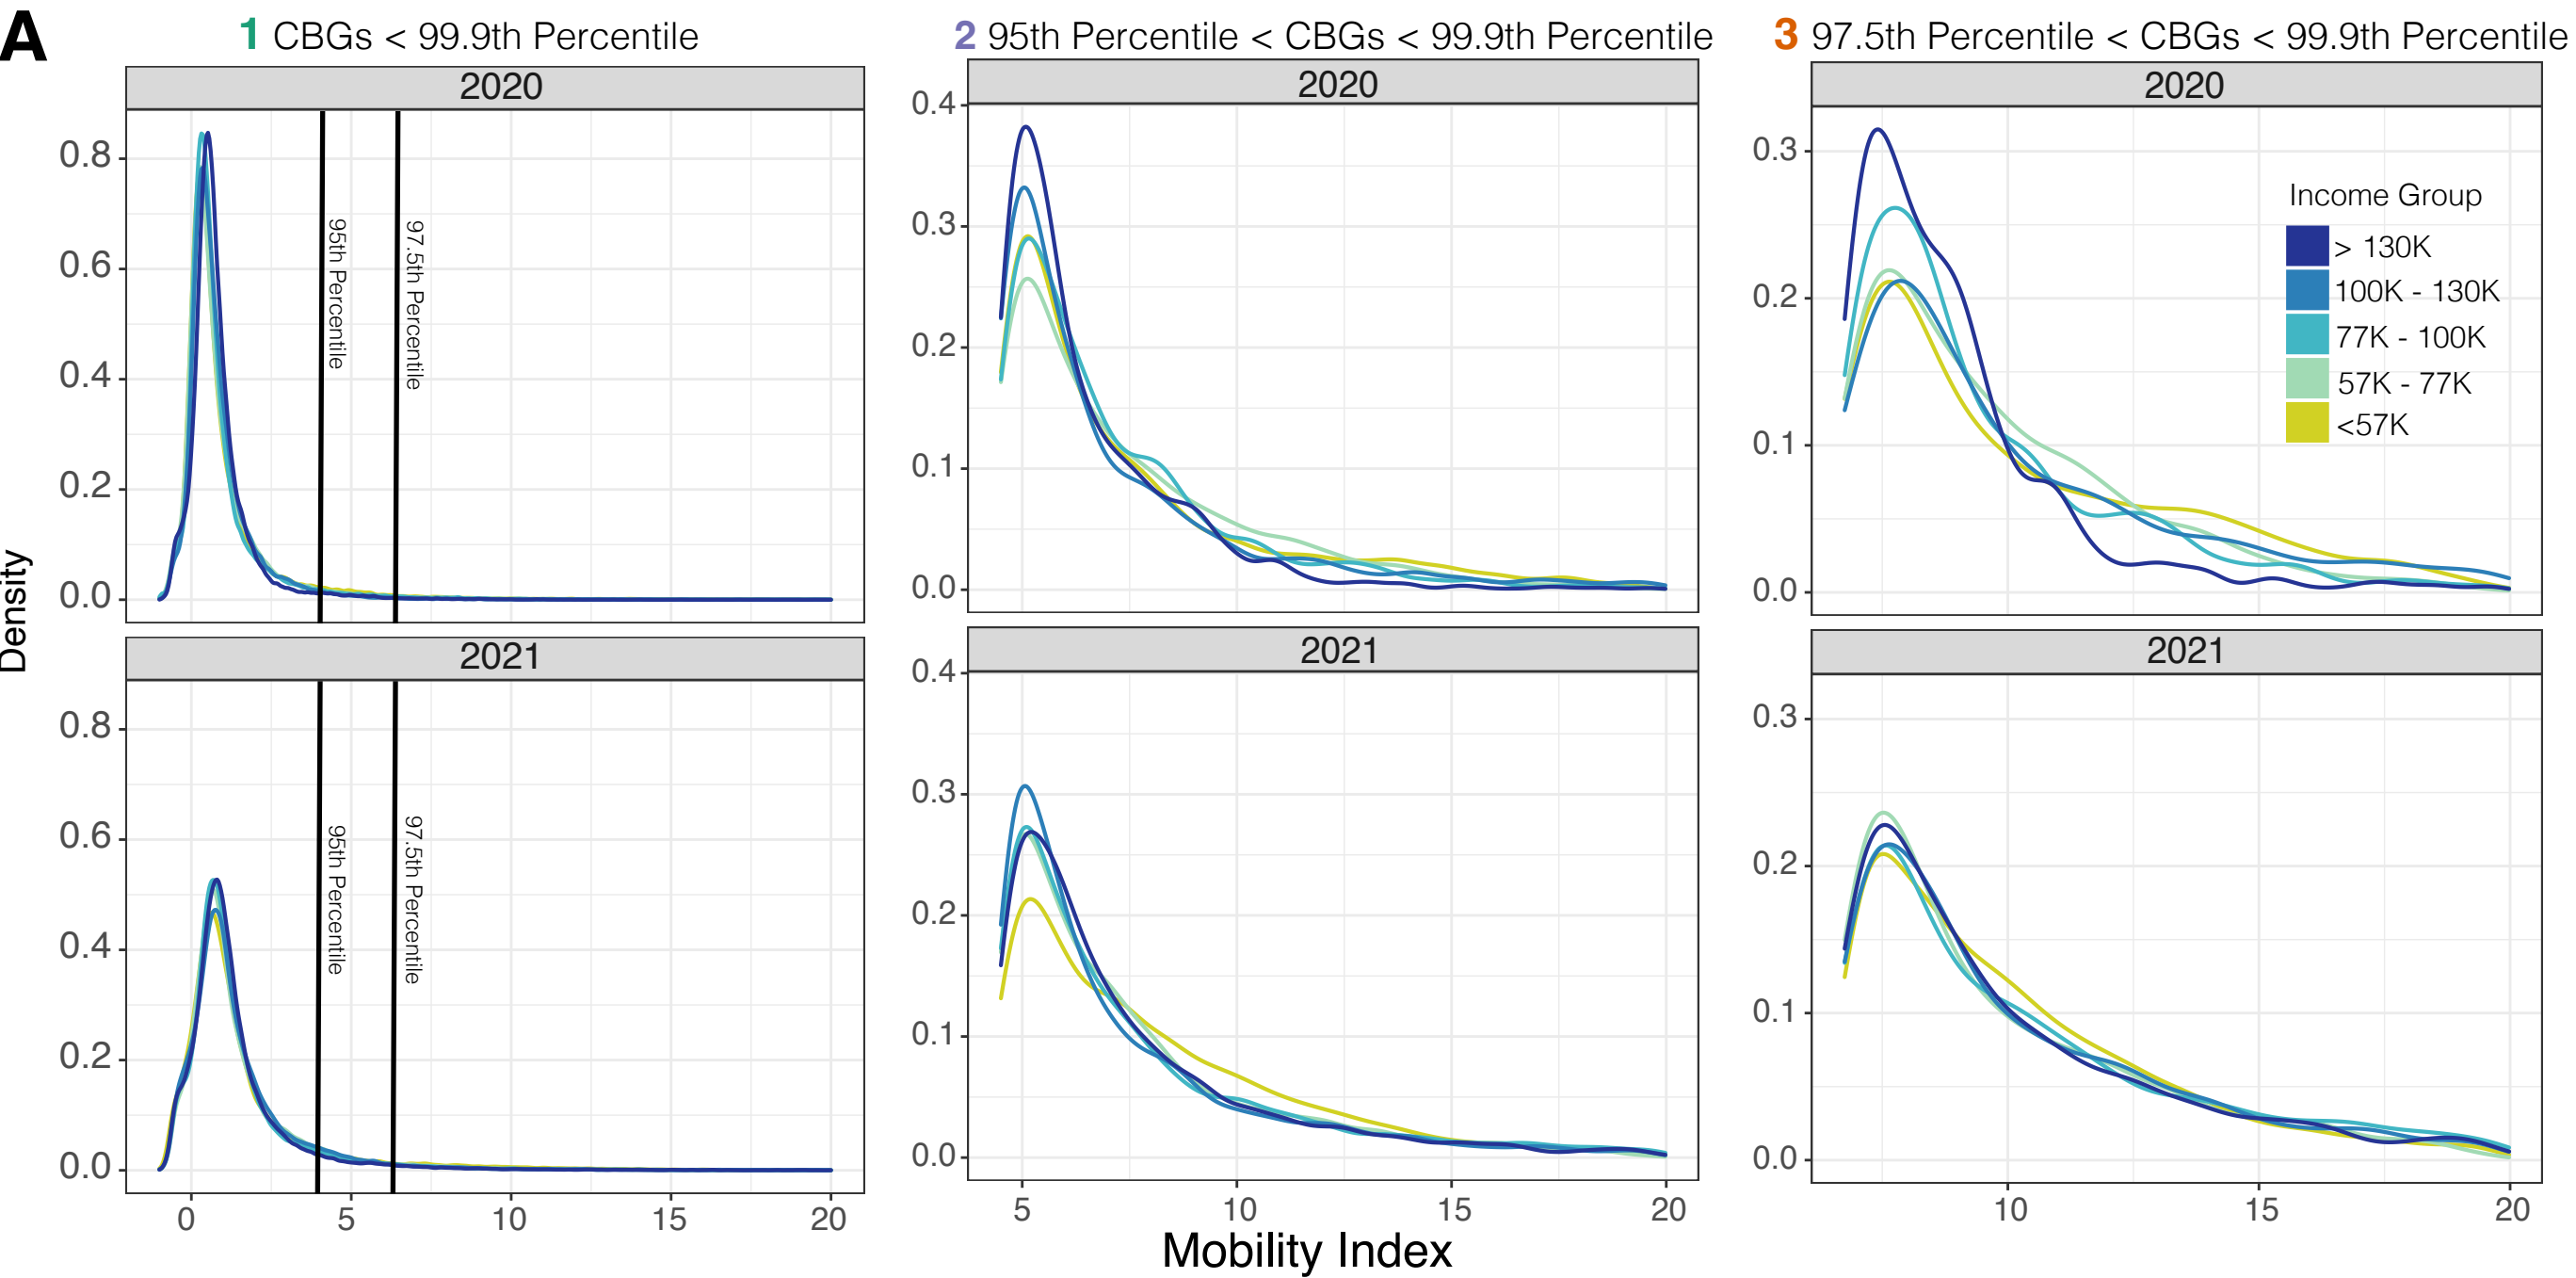 A
1 CBGs < 99.9th Percentile
2 95th Percentile < CBGs < 99.9th Percentile
3 97.5th Percentile < CBGs < 99.9th Percentile
Density
2020
0.8
0.6
0.4
0.2
0.0
95th Percentile
97.5th Percentile
2020
0.4
0.3
0.2
0.1
0.0
2020
0.3
0.2
0.1
0.0
Income Group
> 130K
100K - 130K
77K - 100K
57K - 77K
<57K
2021
0.8
0.6
0.4
0.2
0.0
95th Percentile
97.5th Percentile
0 5 10 15 20
2021
0.4
0.3
0.2
0.1
0.0
5 10 15 20
2021
0.3
0.2
0.1
0.0
10 15 20
Mobility Index